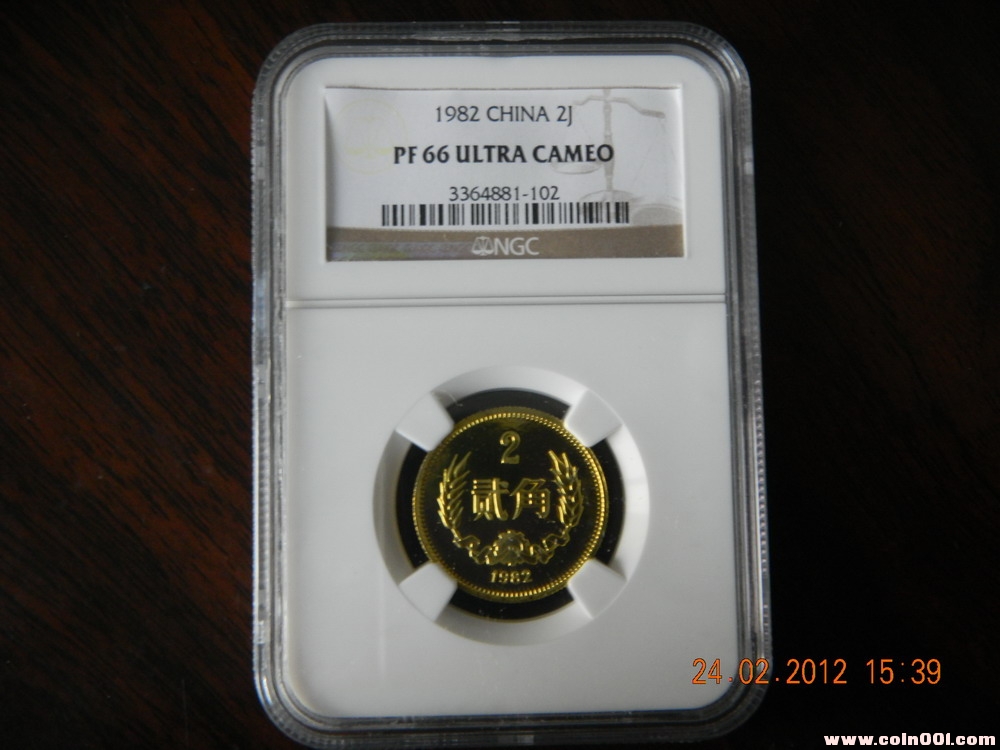 1982 CHINA 2J
PF 66 ULTRA CAMEO
3364881-102
NGC
2
贰角
1982
24.02.2012 15:39
www.coin001.com